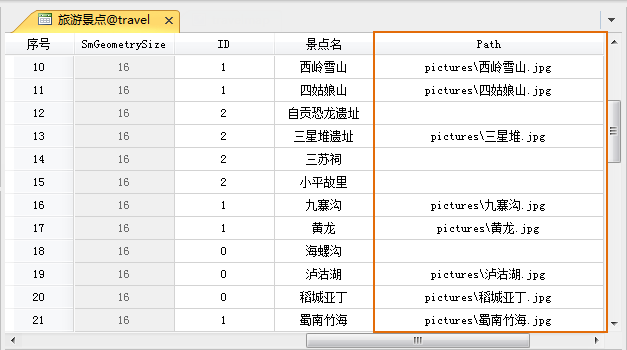 旅游景点@travel
序号 SmGeometrySize ID 景点名 Path
10 16 1 西岭雪山 pictures\西岭雪山.jpg
11 16 1 四姑娘山 pictures\四姑娘山.jpg
12 16 2 自贡恐龙遗址
13 16 2 三星堆遗址 pictures\三星堆.jpg
14 16 2 三苏祠
15 16 2 小平故里
16 16 1 九寨沟 pictures\九寨沟.jpg
17 16 1 黄龙 pictures\黄龙.jpg
18 16 0 海螺沟
19 16 0 泸沽湖 pictures\泸沽湖.jpg
20 16 0 稻城亚丁 pictures\稻城亚丁.jpg
21 16 1 蜀南竹海 pictures\蜀南竹海.jpg